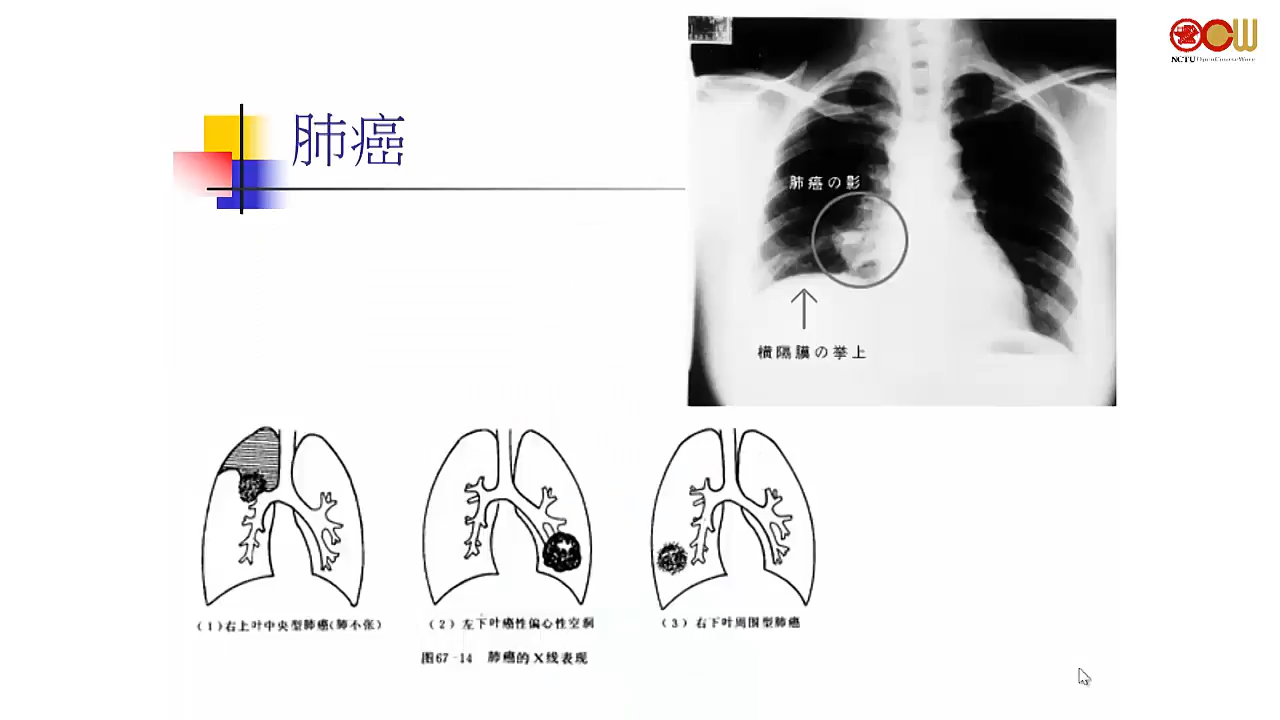 肺癌
NCTU OpenCourseWare
肺癌の影
横隔膜の挙上
(1)右上叶中央型肺癌(肺不张)
(2)左下叶癌性偏心性空洞
(3)右下叶周围型肺癌
图67-14 肺癌的X线表现